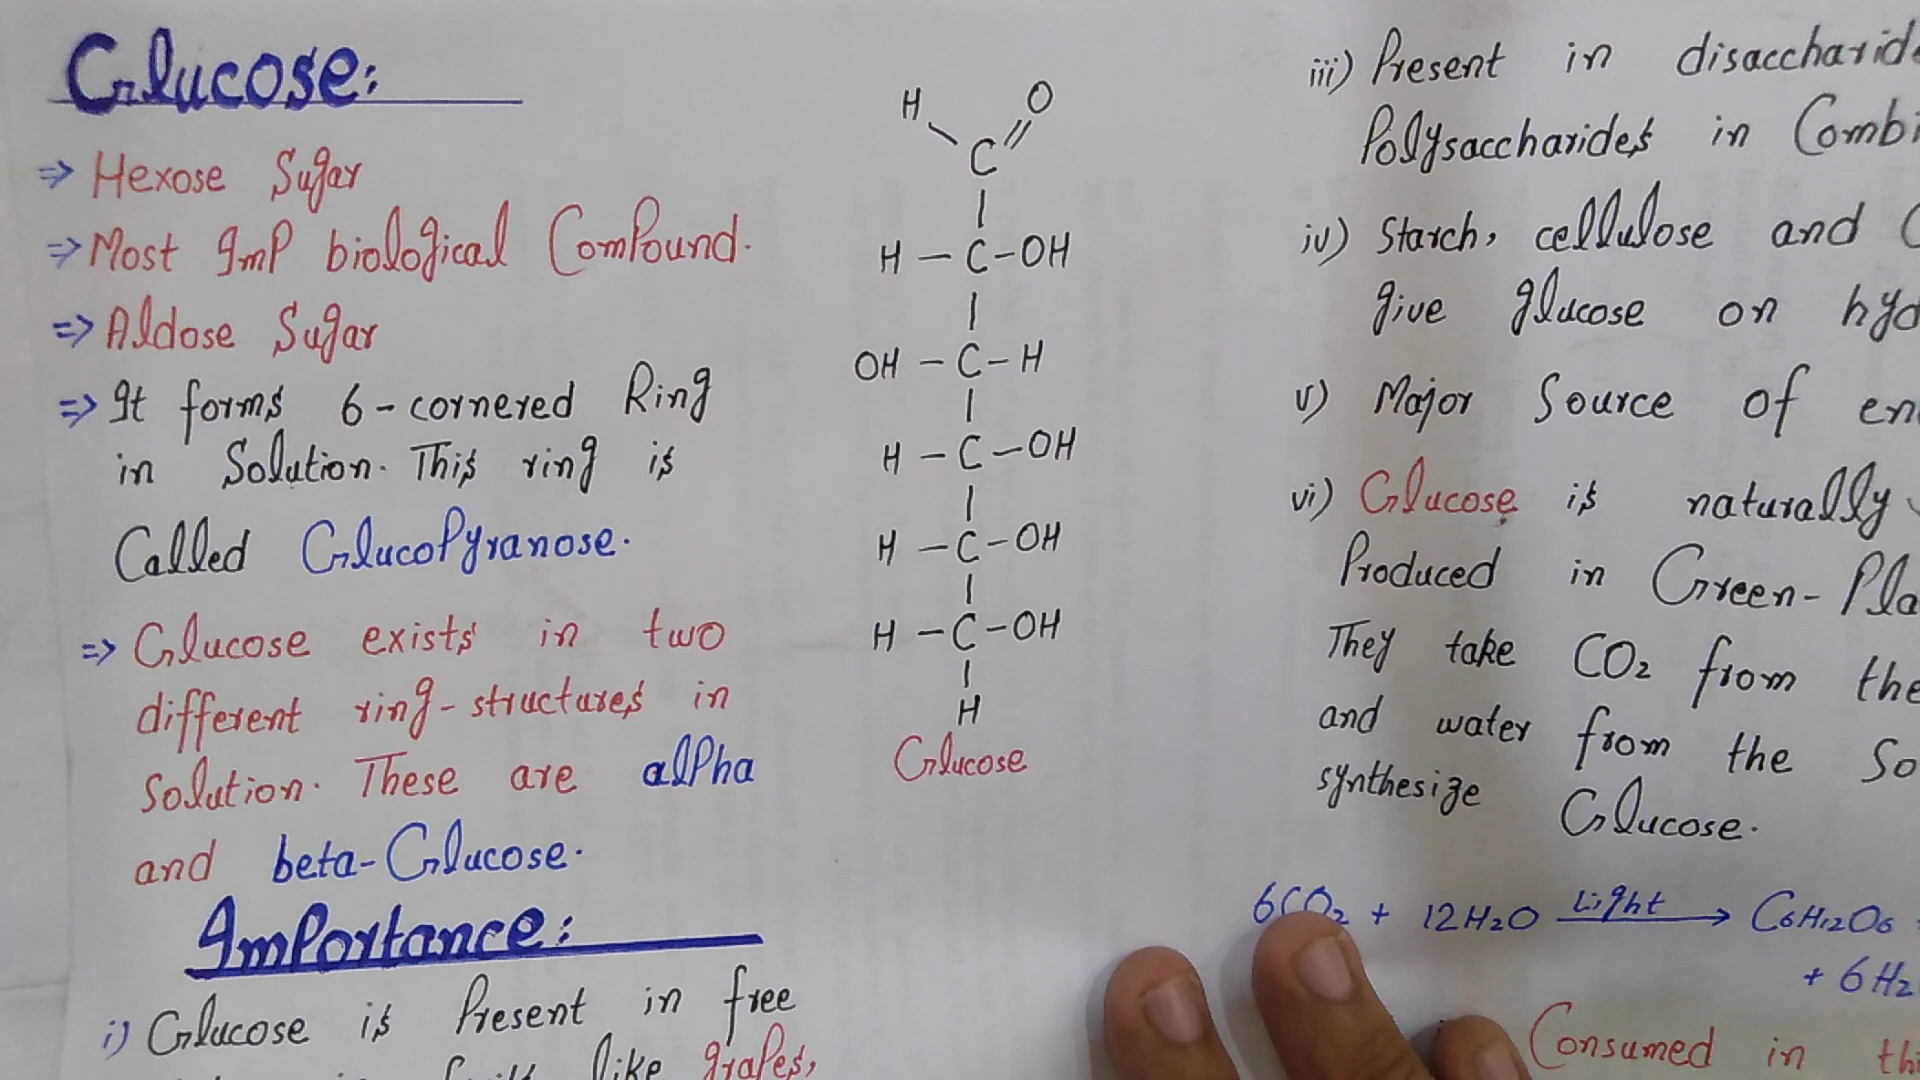 Glucose:
⇒ Hexose Sugar
⇒ Most Imp biological Compound.
⇒ Aldose Sugar
⇒ It forms 6-cornered Ring
in Solution. This ring is
Called Glucopyranose.
⇒ Glucose exists in two
different ring-structures in
solution. These are alpha
and beta-Glucose.
Importance:
i) Glucose is Present in free
like grapes,
H O
C
H - C - OH
OH - C - H
H - C - OH
H - C - OH
H - C - OH
H
Glucose
iii) Present in
Polysaccharides in
iv) Starch, cellulose and
give glucose on
v) Major Source of
vi) Glucose is naturally
Produced in Green-
They take CO2 from the
and water from the
synthesize Glucose.
6CO2 + 12H2O Light → C6H12O6
+ 6H2
Consumed in